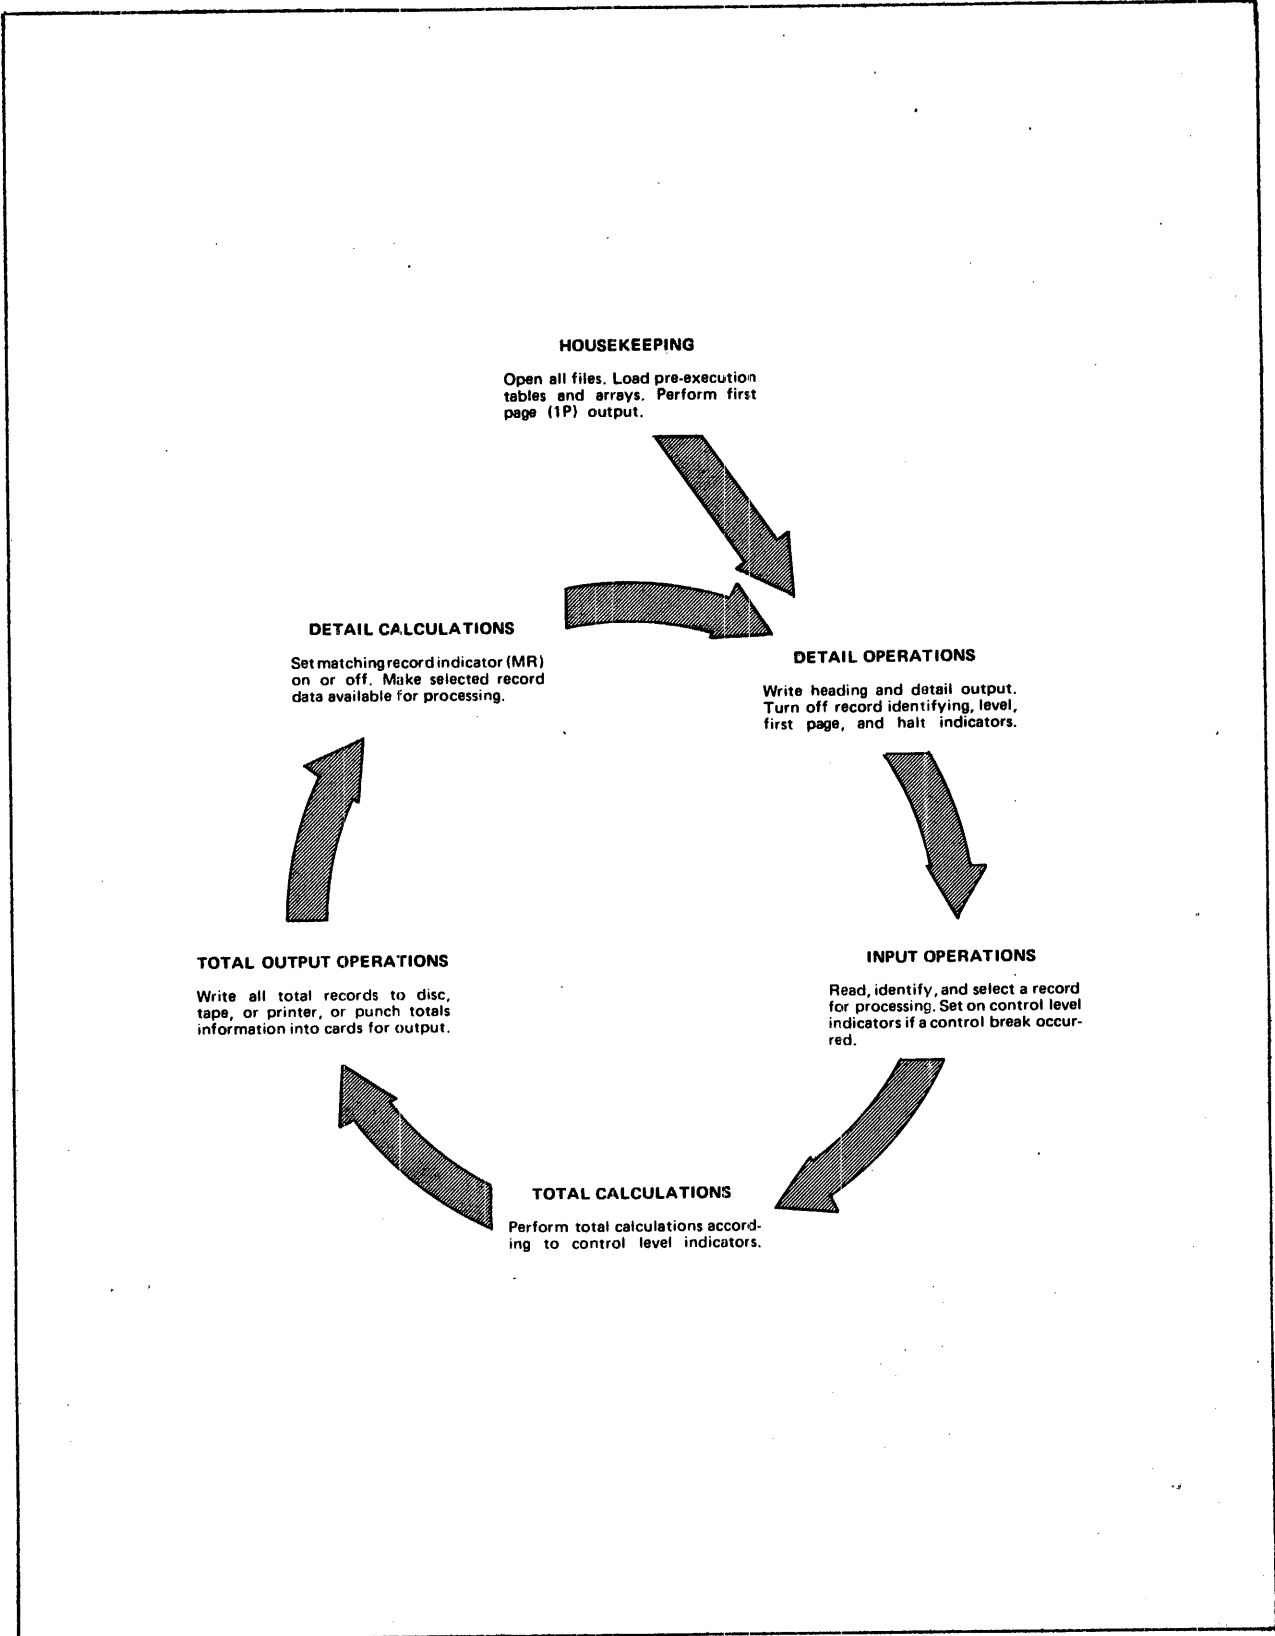 HOUSEKEEPING
Open all files. Load pre-execution
tables and arrays. Perform first
page (1P) output.
DETAIL CALCULATIONS
Set matching record indicator (MR)
on or off. Make selected record
data available for processing.
DETAIL OPERATIONS
Write heading and detail output.
Turn off record identifying, level,
first page, and halt indicators.
TOTAL OUTPUT OPERATIONS
Write all total records to disc,
tape, or printer, or punch totals
information into cards for output.
INPUT OPERATIONS
Read, identify, and select a record
for processing. Set on control level
indicators if a control break occur-
red.
TOTAL CALCULATIONS
Perform total calculations accord-
ing to control level indicators.